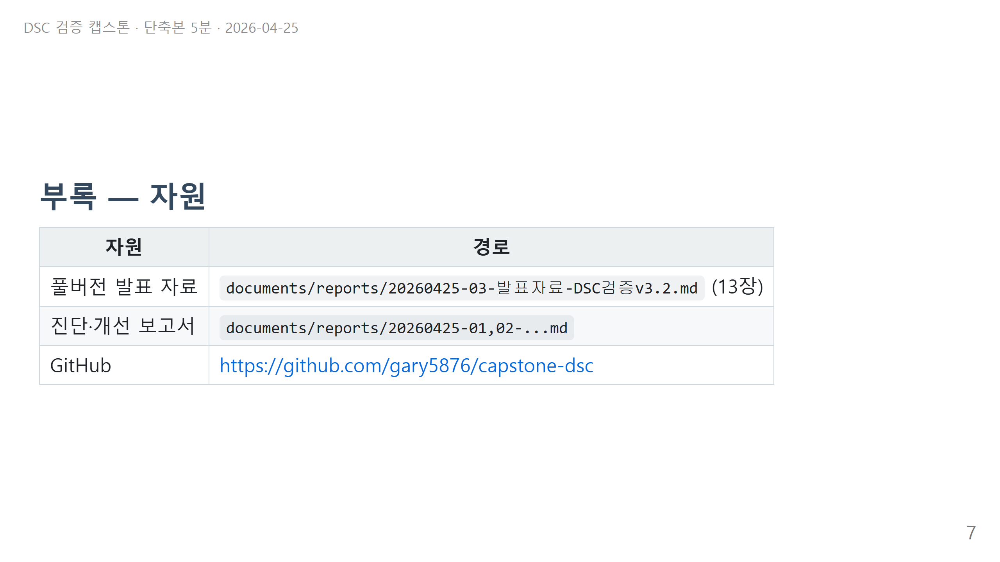 DSC 검증 캡스톤 · 단축본 5분 · 2026-04-25
부록 — 자원
자원 경로
풀버전 발표 자료 documents/reports/20260425-03-발표자료-DSC검증v3.2.md (13장)
진단·개선 보고서 documents/reports/20260425-01,02-...md
GitHub https://github.com/gary5876/capstone-dsc
7